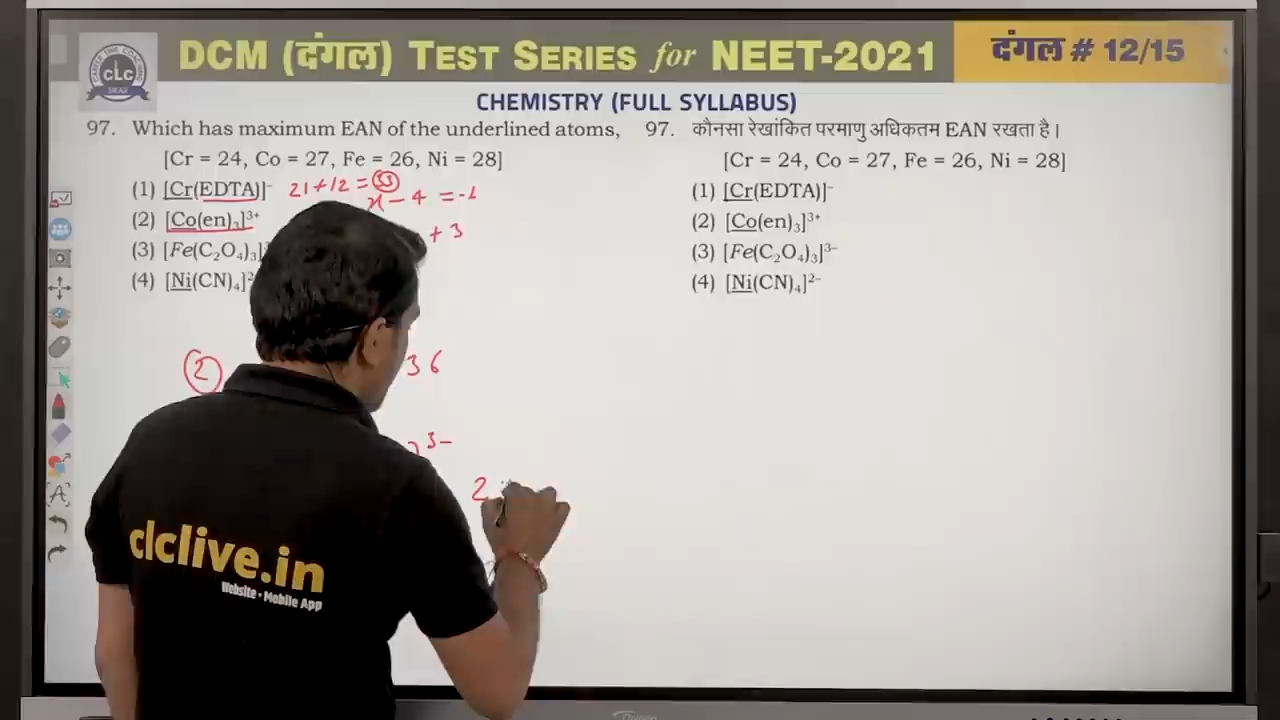 DCM (दंगल) TEST SERIES for NEET-2021
दंगल # 12/15
CLC
SIKAR
CHEMISTRY (FULL SYLLABUS)
97. Which has maximum EAN of the underlined atoms,
[Cr = 24, Co = 27, Fe = 26, Ni = 28]
(1) [Cr(EDTA)]⁻ 21+12 = 33
x - 4 = -1
(2) [Co(en)₃]³⁺
+ 3
(3) [Fe(C₂O₄)₃]
(4) [Ni(CN)₄]²
2
36
3-
2
97. कौनसा रेखांकित परमाणु अधिकतम EAN रखता है।
[Cr = 24, Co = 27, Fe = 26, Ni = 28]
(1) [Cr(EDTA)]⁻
(2) [Co(en)₃]³⁺
(3) [Fe(C₂O₄)₃]³⁻
(4) [Ni(CN)₄]²⁻
clclive.in
Website • Mobile App